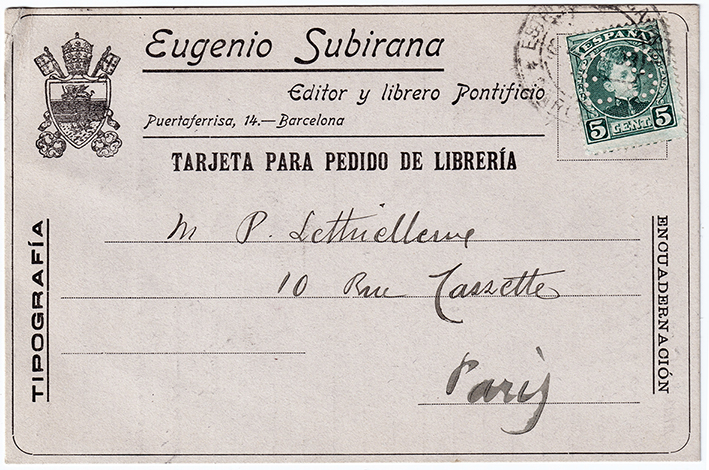 Eugenio Subirana
Editor y librero Pontificio
Puertaferrisa, 14.—Barcelona
TARJETA PARA PEDIDO DE LIBRERÍA
ESPAÑA
5 CENT 5
TIPOGRAFÍA
ENCUADERNACIÓN
M P. Lethielleux
10 Rue Cassette
Paris